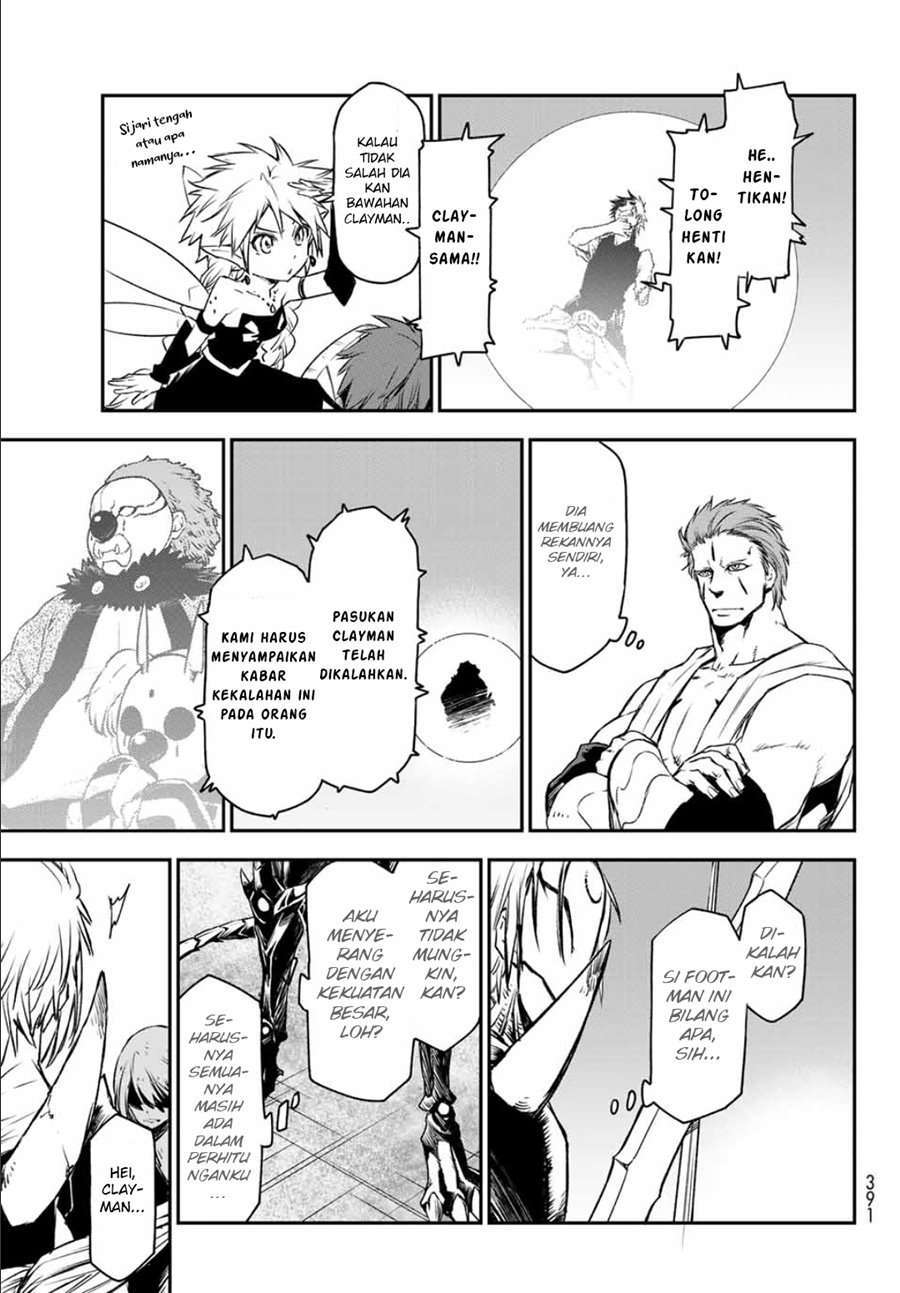 HE..
HEN-
TIKAN!
TO-
LONG
HENTI
KAN!
CLAY-
MAN-
SAMA!!
KALAU
TIDAK
SALAH DIA
KAN
BAWAHAN
CLAYMAN..
Si jari tengah
atau apa
namanya...
DIA
MEMBUANG
REKANNYA
SENDIRI,
YA...
PASUKAN
CLAYMAN
TELAH
DIKALAHKAN.
KAMI HARUS
MENYAMPAIKAN
KABAR
KEKALAHAN INI
PADA ORANG
ITU.
DI-
KALAH
KAN?
SI FOOT-
MAN INI
BILANG
APA,
SIH...
SE-
HARUS-
NYA
TIDAK
MUNG-
KIN,
KAN?
AKU
MENYE-
RANG
DENGAN
KEKUATAN
BESAR,
LOH?
SE-
HARUS-
NYA
SEMUA-
NYA
MASIH
ADA
DALAM
PERHITU
NGANKU
...
HEI,
CLAY-
MAN...
391